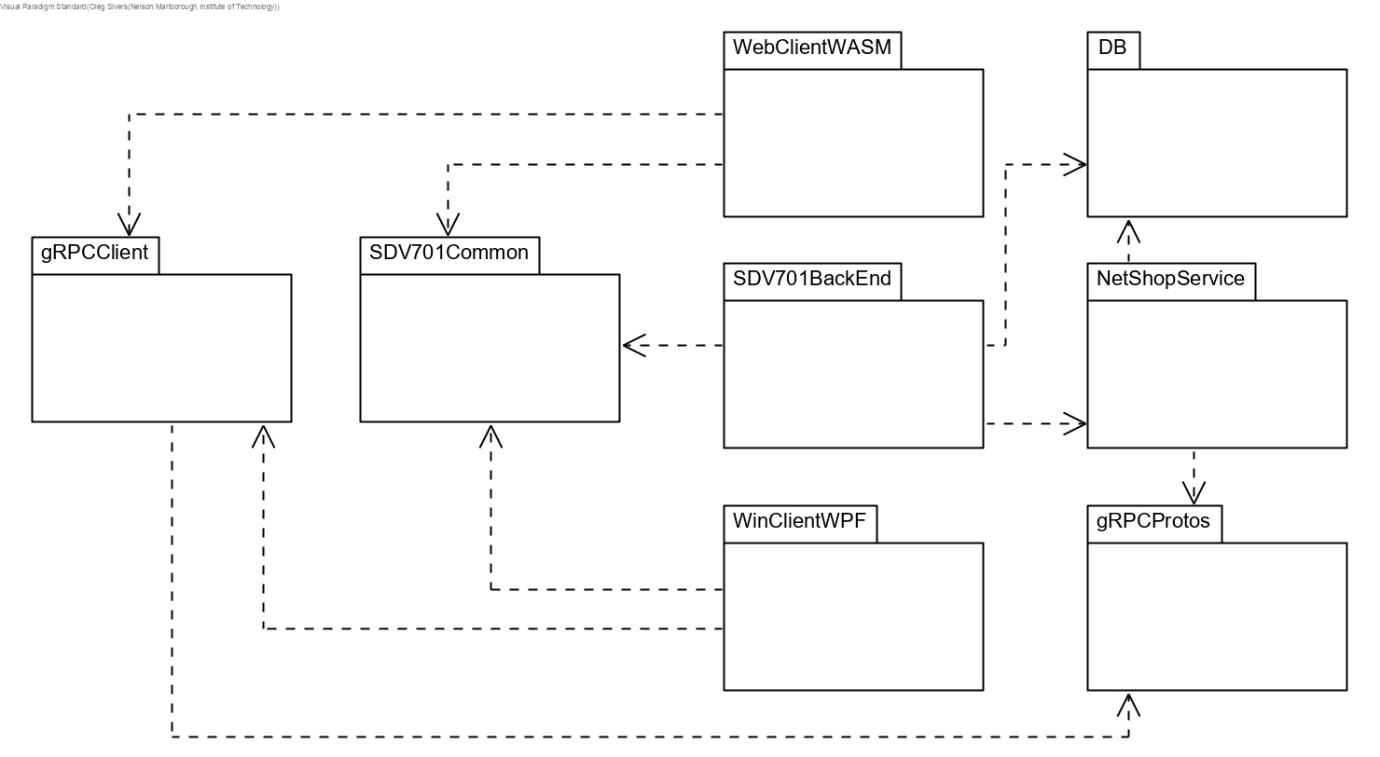 Visual Paradigm Standard(Oleg Sivers(Nelson Marlborough Institute of Technology))
WebClientWASM
DB
gRPCClient
SDV701Common
SDV701BackEnd
NetShopService
WinClientWPF
gRPCProtos